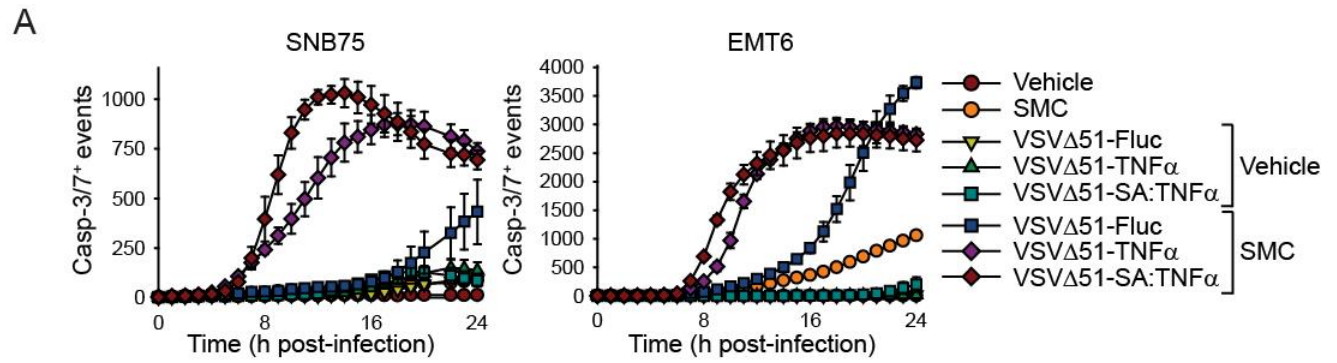 A
SNB75
Casp-3/7+ events
1000
750
500
250
0
0 8 16 24
Time (h post-infection)
EMT6
Casp-3/7+ events
4000
3500
3000
2500
2000
1500
1000
500
0
0 8 16 24
Time (h post-infection)
Vehicle
SMC
VSVΔ51-Fluc
VSVΔ51-TNFα
VSVΔ51-SA:TNFα
Vehicle
VSVΔ51-Fluc
VSVΔ51-TNFα
VSVΔ51-SA:TNFα
SMC